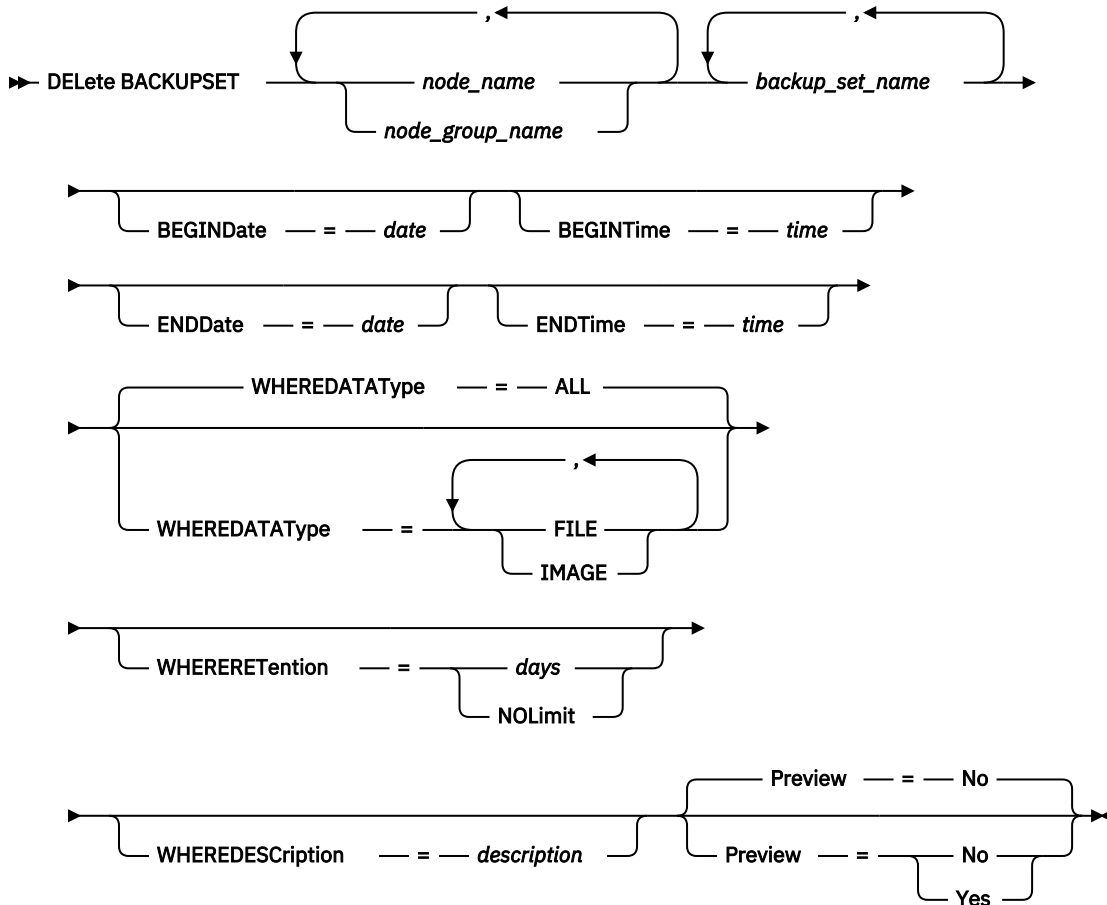 , ,
DELete BACKUPSET node_name backup_set_name
node_group_name
BEGINDate = date BEGINTime = time
ENDDate = date ENDTime = time
WHEREDATAType = ALL
,
WHEREDATAType = FILE
IMAGE
WHERERETention = days
NOLimit
Preview = No
WHEREDESCription = description Preview = No
Yes